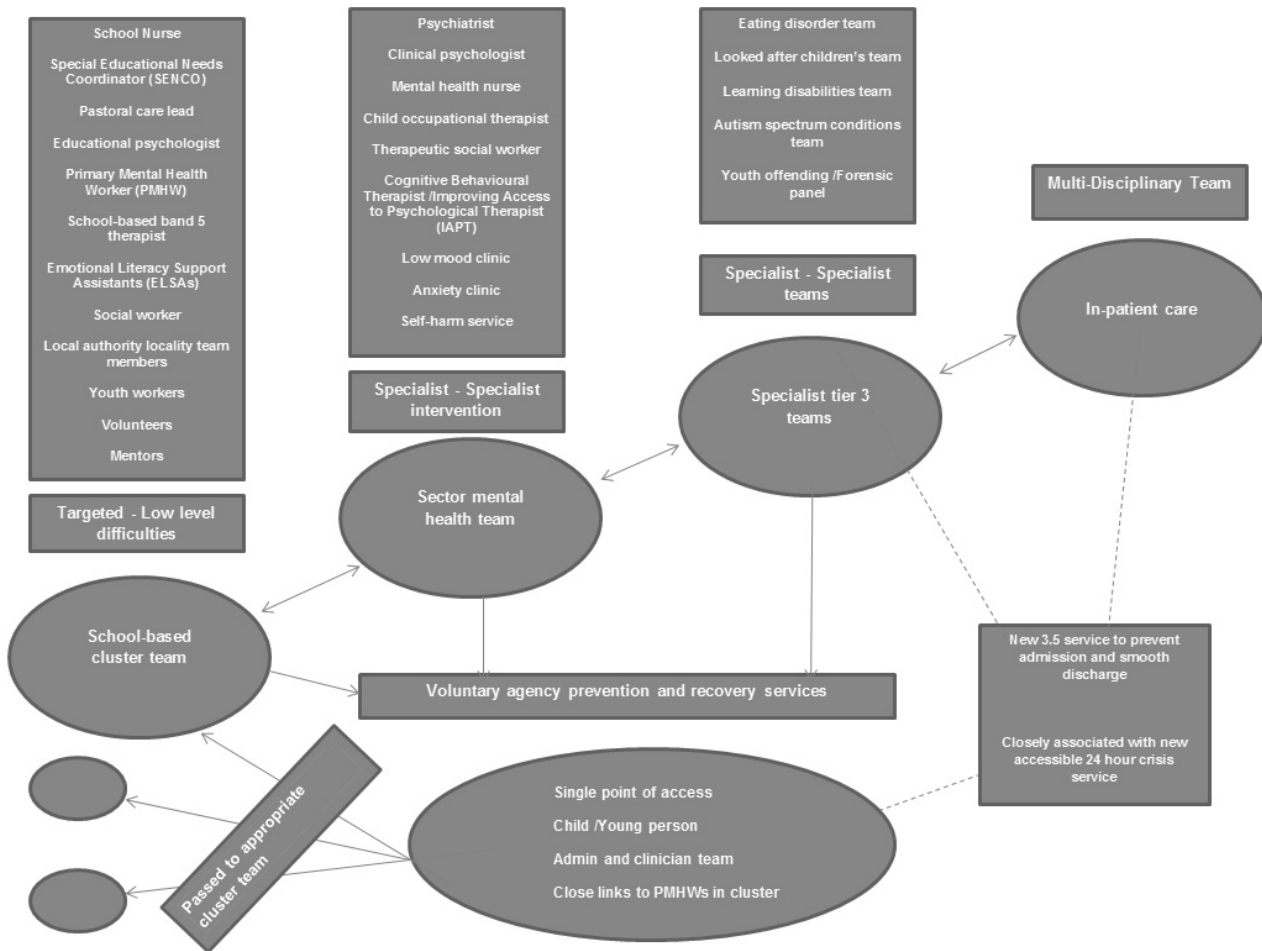 School Nurse
Special Educational Needs
Coordinator (SENCO)
Pastoral care lead
Educational psychologist
Primary Mental Health
Worker (PMHW)
School-based band 5
therapist
Emotional Literacy Support
Assistants (ELSAs)
Social worker
Local authority locality team
members
Youth workers
Volunteers
Mentors
Targeted - Low level
difficulties
School-based
cluster team
Psychiatrist
Clinical psychologist
Mental health nurse
Child occupational therapist
Therapeutic social worker
Cognitive Behavioural
Therapist /Improving Access
to Psychological Therapist
(IAPT)
Low mood clinic
Anxiety clinic
Self-harm service
Specialist - Specialist
intervention
Sector mental
health team
Eating disorder team
Looked after children's team
Learning disabilities team
Autism spectrum conditions
team
Youth offending /Forensic
panel
Specialist - Specialist
teams
Specialist tier 3
teams
Multi-Disciplinary Team
In-patient care
New 3.5 service to prevent
admission and smooth
discharge
Closely associated with new
accessible 24 hour crisis
service
Voluntary agency prevention and recovery services
Passed to appropriate
cluster team
Single point of access
Child /Young person
Admin and clinician team
Close links to PMHWs in cluster